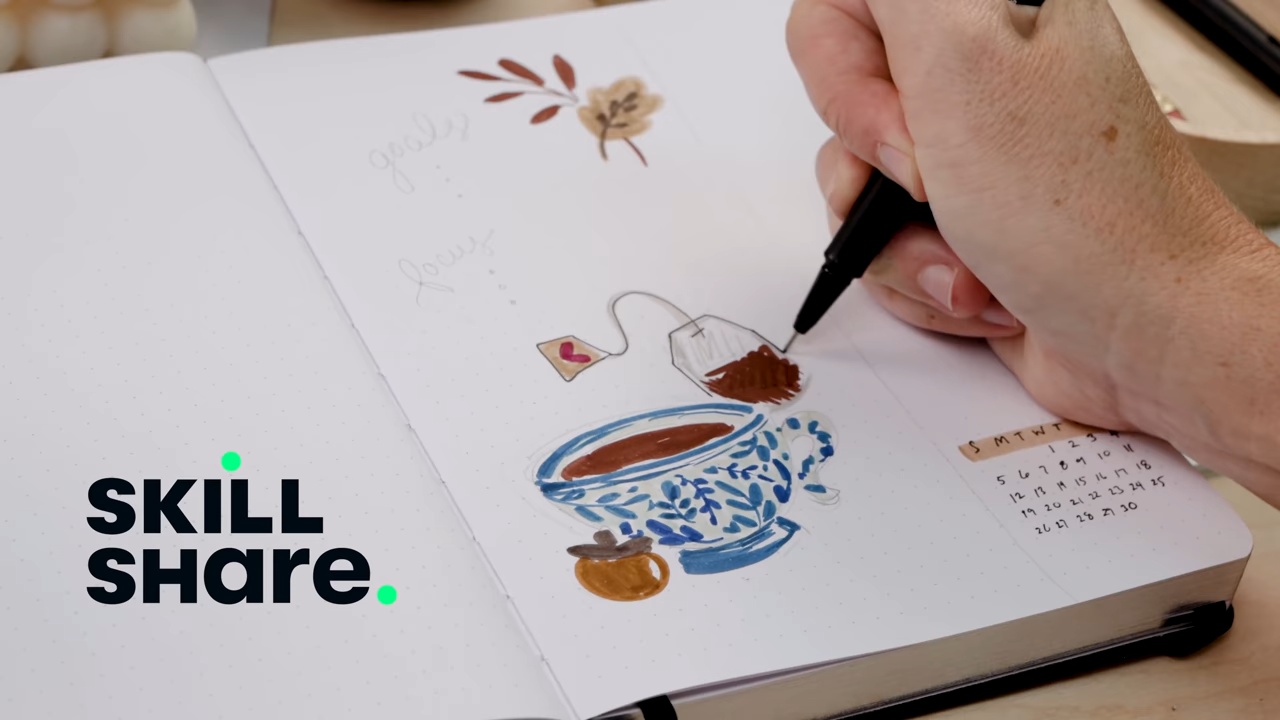 goals
focus
S M T W T
1 2 3 4
5 6 7 8 9 10 11
12 13 14 15 16 17 18
19 20 21 22 23 24 25
26 27 28 29 30
SKILL
SHare.